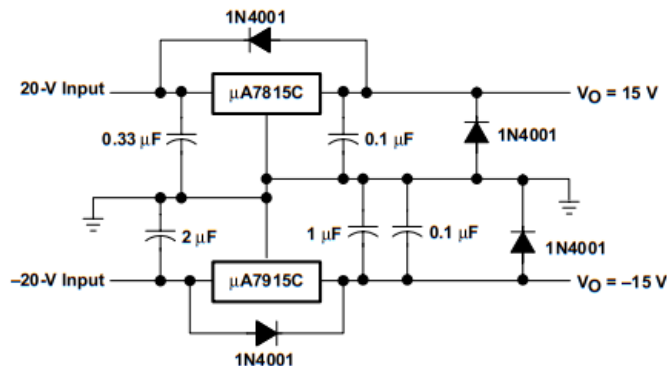 1N4001
20-V Input
µA7815C
VO = 15 V
0.33 µF
0.1 µF
1N4001
2 µF
1 µF
0.1 µF
1N4001
–20-V Input
µA7915C
VO = –15 V
1N4001